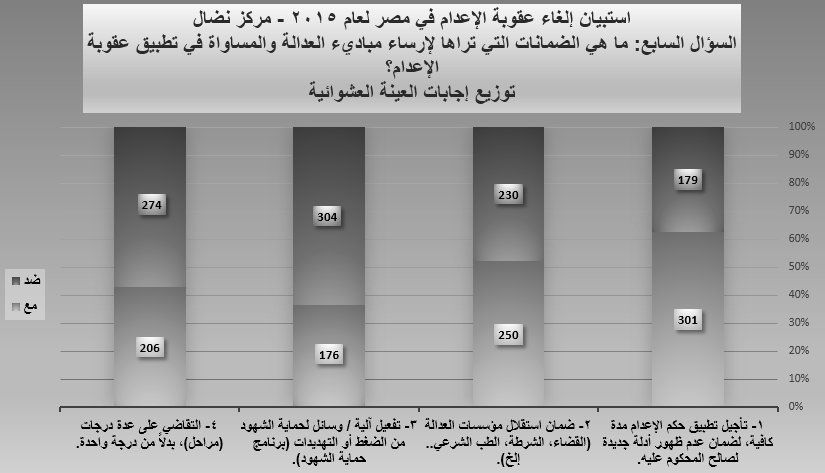 استبيان إلغاء عقوبة الإعدام في مصر لعام ٢٠١٥ - مركز نضال
السؤال السابع: ما هي الضمانات التي تراها لإرساء مباديء العدالة والمساواة في تطبيق عقوبة
الإعدام؟
توزيع إجابات العينة العشوائية
100%
90%
80%
70%
60%
50%
40%
30%
20%
10%
0%
179
230
304
274
301
250
176
206
ضد
مع
١- تأجيل تطبيق حكم الإعدام مدة
كافية، لضمان عدم ظهور أدلة جديدة
لصالح المحكوم عليه.
٢- ضمان استقلال مؤسسات العدالة
(القضاء، الشرطة، الطب الشرعي..
إلخ).
٣- تفعيل آلية / وسائل لحماية الشهود
من الضغط أو التهديدات (برنامج
حماية الشهود).
٤- التقاضي على عدة درجات
(مراحل)، بدلاً من درجة واحدة.